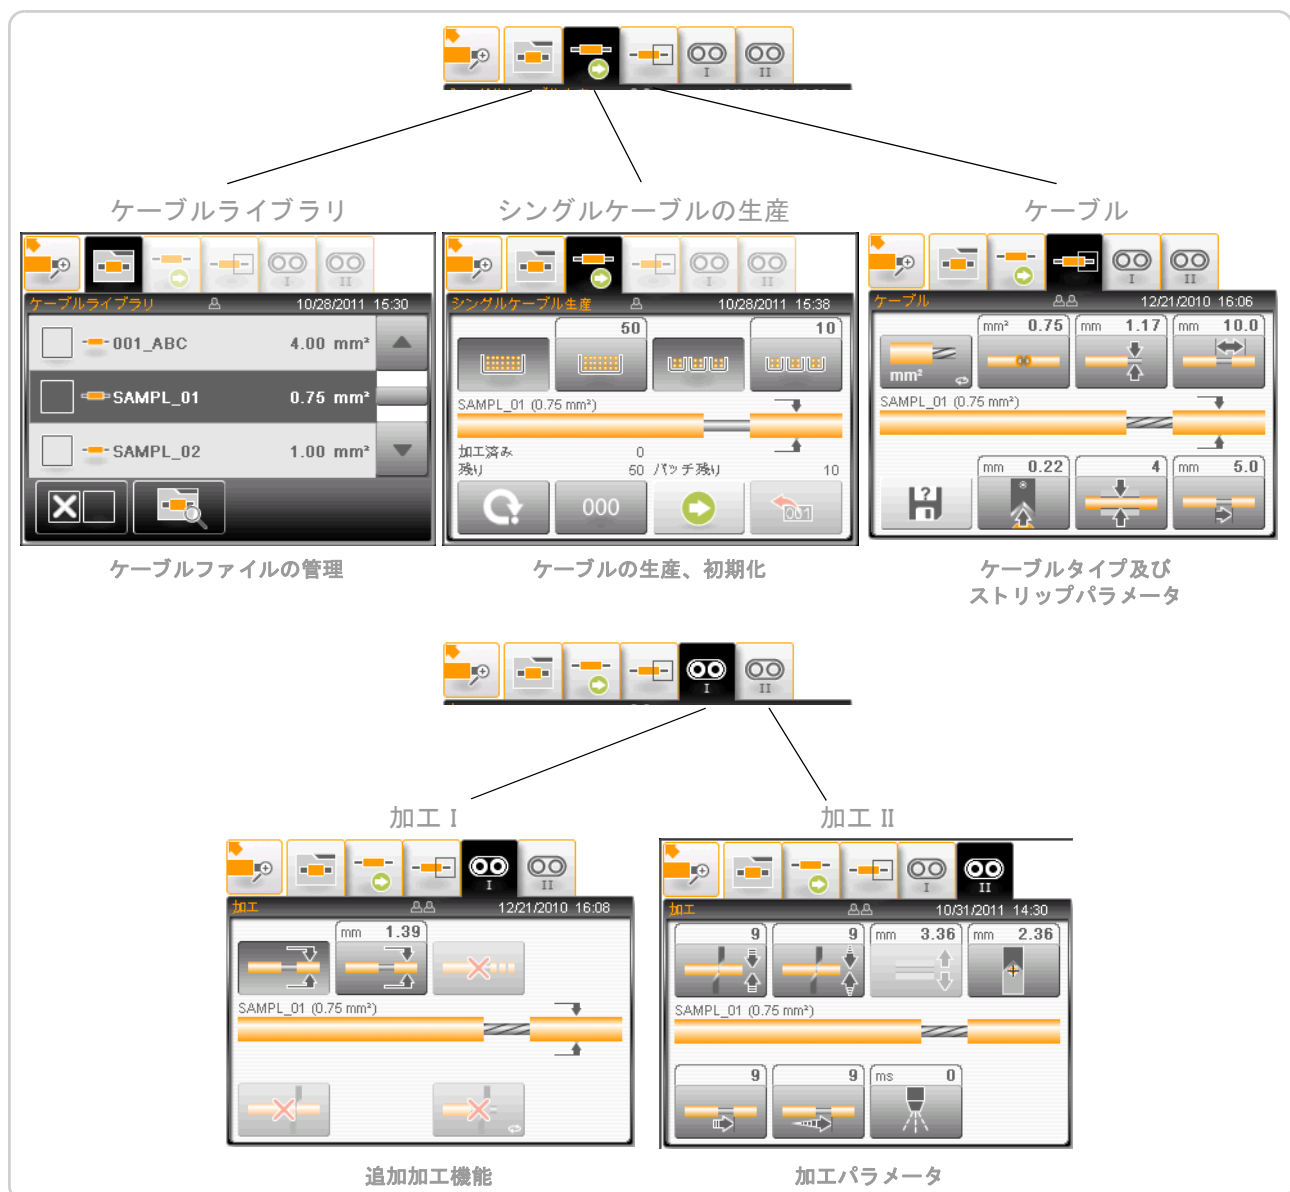 I
II
ケーブルライブラリ
シングルケーブルの生産
ケーブル
I
II
ケーブルライブラリ
10/28/2011 15:30
001_ABC 4.00 mm²
SAMPL_01 0.75 mm²
SAMPL_02 1.00 mm²
I
II
シングルケーブル生産
10/28/2011 15:38
50
10
SAMPL_01 (0.75 mm²)
加工済み 0
残り 50 バッチ残り 10
000
001
I
II
ケーブル
12/21/2010 16:06
mm²
mm² 0.75
mm 1.17
mm 10.0
SAMPL_01 (0.75 mm²)
mm 0.22
4
mm 5.0
ケーブルファイルの管理
ケーブルの生産、初期化
ケーブルタイプ及び
ストリップパラメータ
I
II
加工 I
加工 II
I
II
加工
12/21/2010 16:08
mm 1.39
SAMPL_01 (0.75 mm²)
I
II
加工
10/31/2011 14:30
9
9
mm 3.36
mm 2.36
SAMPL_01 (0.75 mm²)
9
9
ms 0
追加加工機能
加工パラメータ